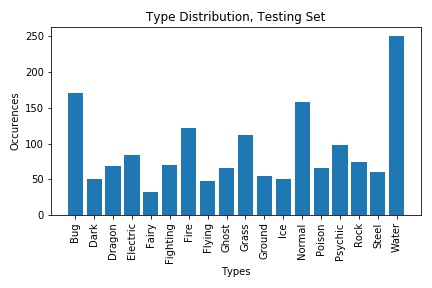 Type Distribution, Testing Set
Occurences
250
200
150
100
50
0
Bug
Dark
Dragon
Electric
Fairy
Fighting
Fire
Flying
Ghost
Grass
Ground
Ice
Normal
Poison
Psychic
Rock
Steel
Water
Types